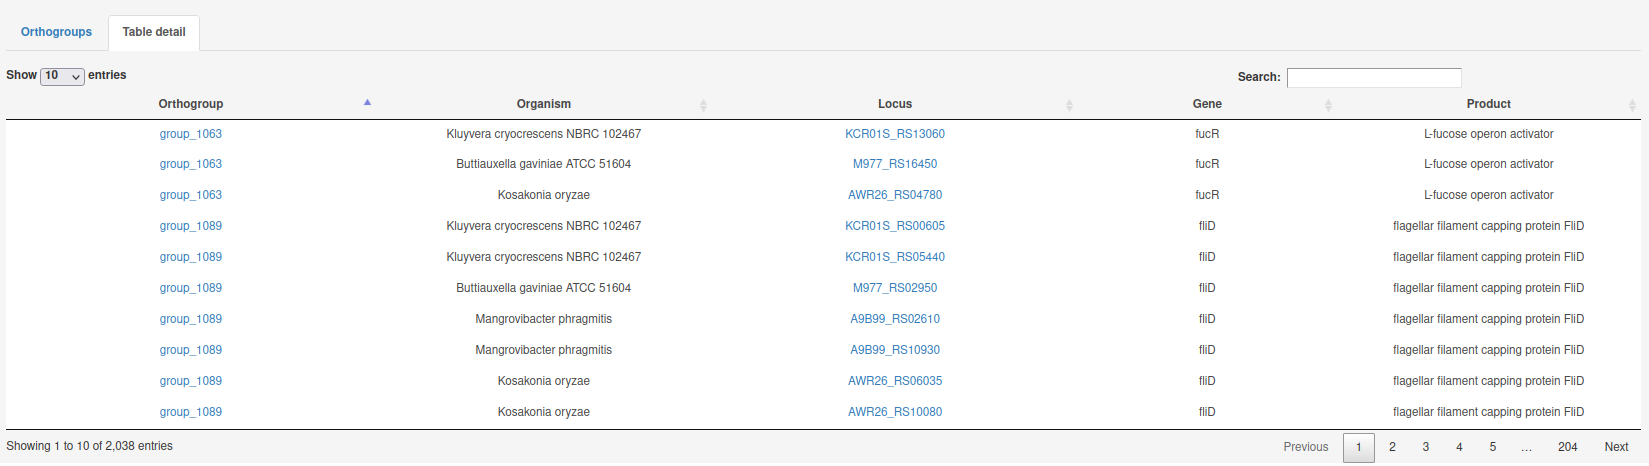 Orthogroups Table detail
Show 10 entries Search:
Orthogroup Organism Locus Gene Product
group_1063 Kluyvera cryocrescens NBRC 102467 KCR01S_RS13060 fucR L-fucose operon activator
group_1063 Buttiauxella gaviniae ATCC 51604 M977_RS16450 fucR L-fucose operon activator
group_1063 Kosakonia oryzae AWR26_RS04780 fucR L-fucose operon activator
group_1089 Kluyvera cryocrescens NBRC 102467 KCR01S_RS00605 fliD flagellar filament capping protein FliD
group_1089 Kluyvera cryocrescens NBRC 102467 KCR01S_RS05440 fliD flagellar filament capping protein FliD
group_1089 Buttiauxella gaviniae ATCC 51604 M977_RS02950 fliD flagellar filament capping protein FliD
group_1089 Mangrovibacter phragmitis A9B99_RS02610 fliD flagellar filament capping protein FliD
group_1089 Mangrovibacter phragmitis A9B99_RS10930 fliD flagellar filament capping protein FliD
group_1089 Kosakonia oryzae AWR26_RS06035 fliD flagellar filament capping protein FliD
group_1089 Kosakonia oryzae AWR26_RS10080 fliD flagellar filament capping protein FliD
Showing 1 to 10 of 2,038 entries Previous 1 2 3 4 5 … 204 Next